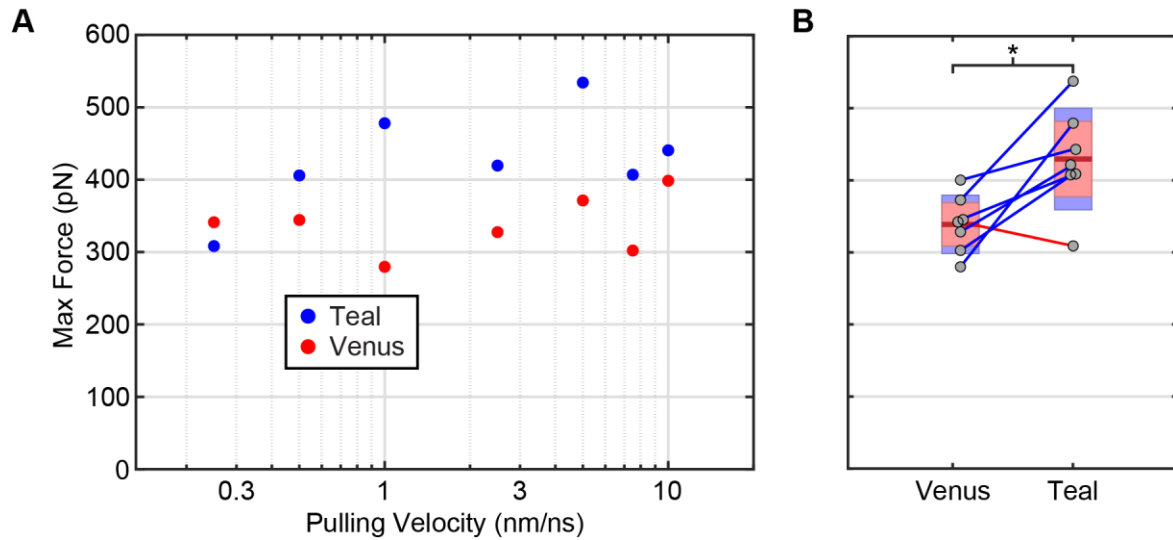 A
B
600
500
400
300
200
100
0
Max Force (pN)
Teal
Venus
0.3 1 3 10
Pulling Velocity (nm/ns)
*
Venus Teal